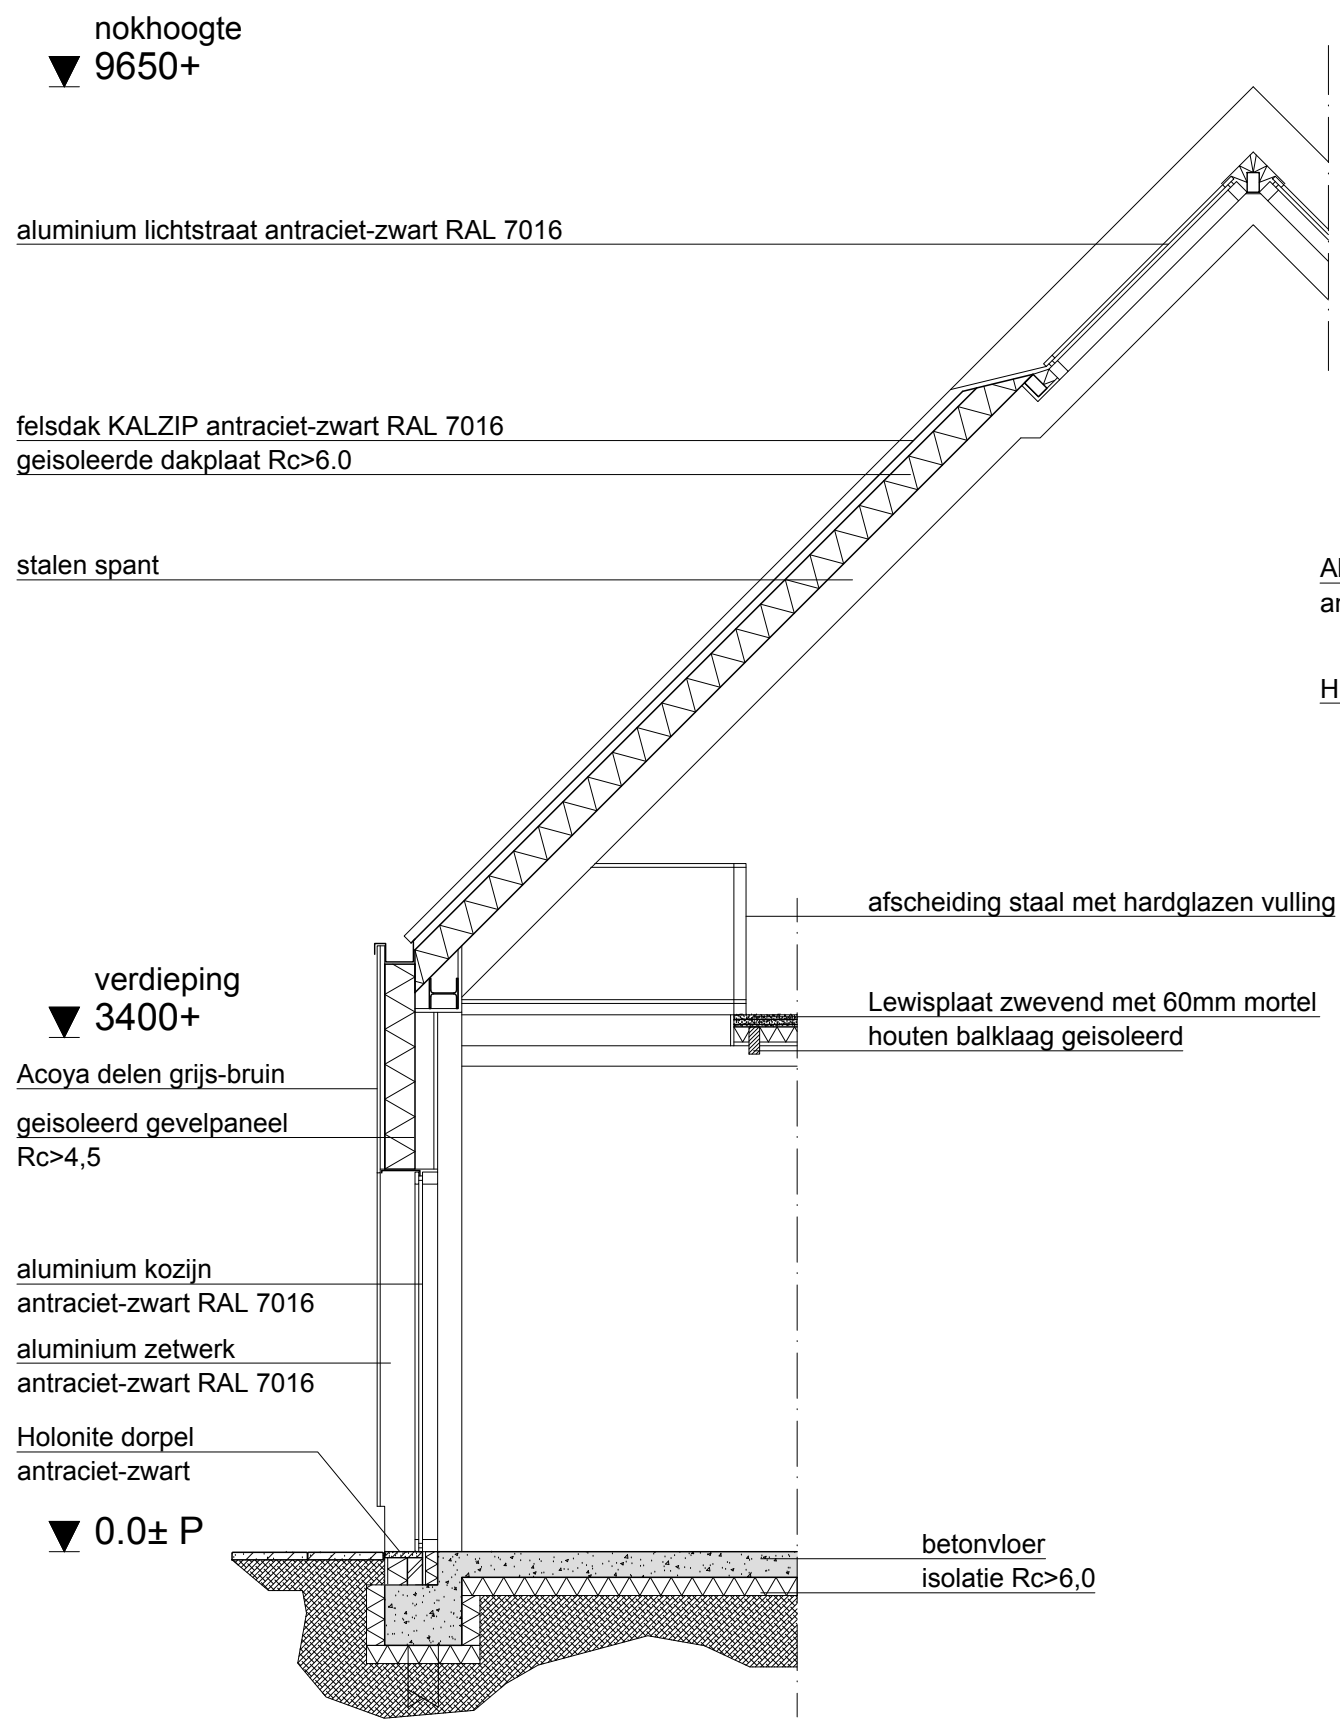 nokhoogte
9650+
aluminium lichtstraat antraciet-zwart RAL 7016
felsdak KALZIP antraciet-zwart RAL 7016
geisoleerde dakplaat Rc>6.0
stalen spant
afscheiding staal met hardglazen vulling
verdieping
3400+
Lewisplaat zwevend met 60mm mortel
houten balklaag geisoleerd
Acoya delen grijs-bruin
geisoleerd gevelpaneel
Rc>4,5
aluminium kozijn
antraciet-zwart RAL 7016
aluminium zetwerk
antraciet-zwart RAL 7016
Holonite dorpel
antraciet-zwart
0.0± P
betonvloer
isolatie Rc>6,0